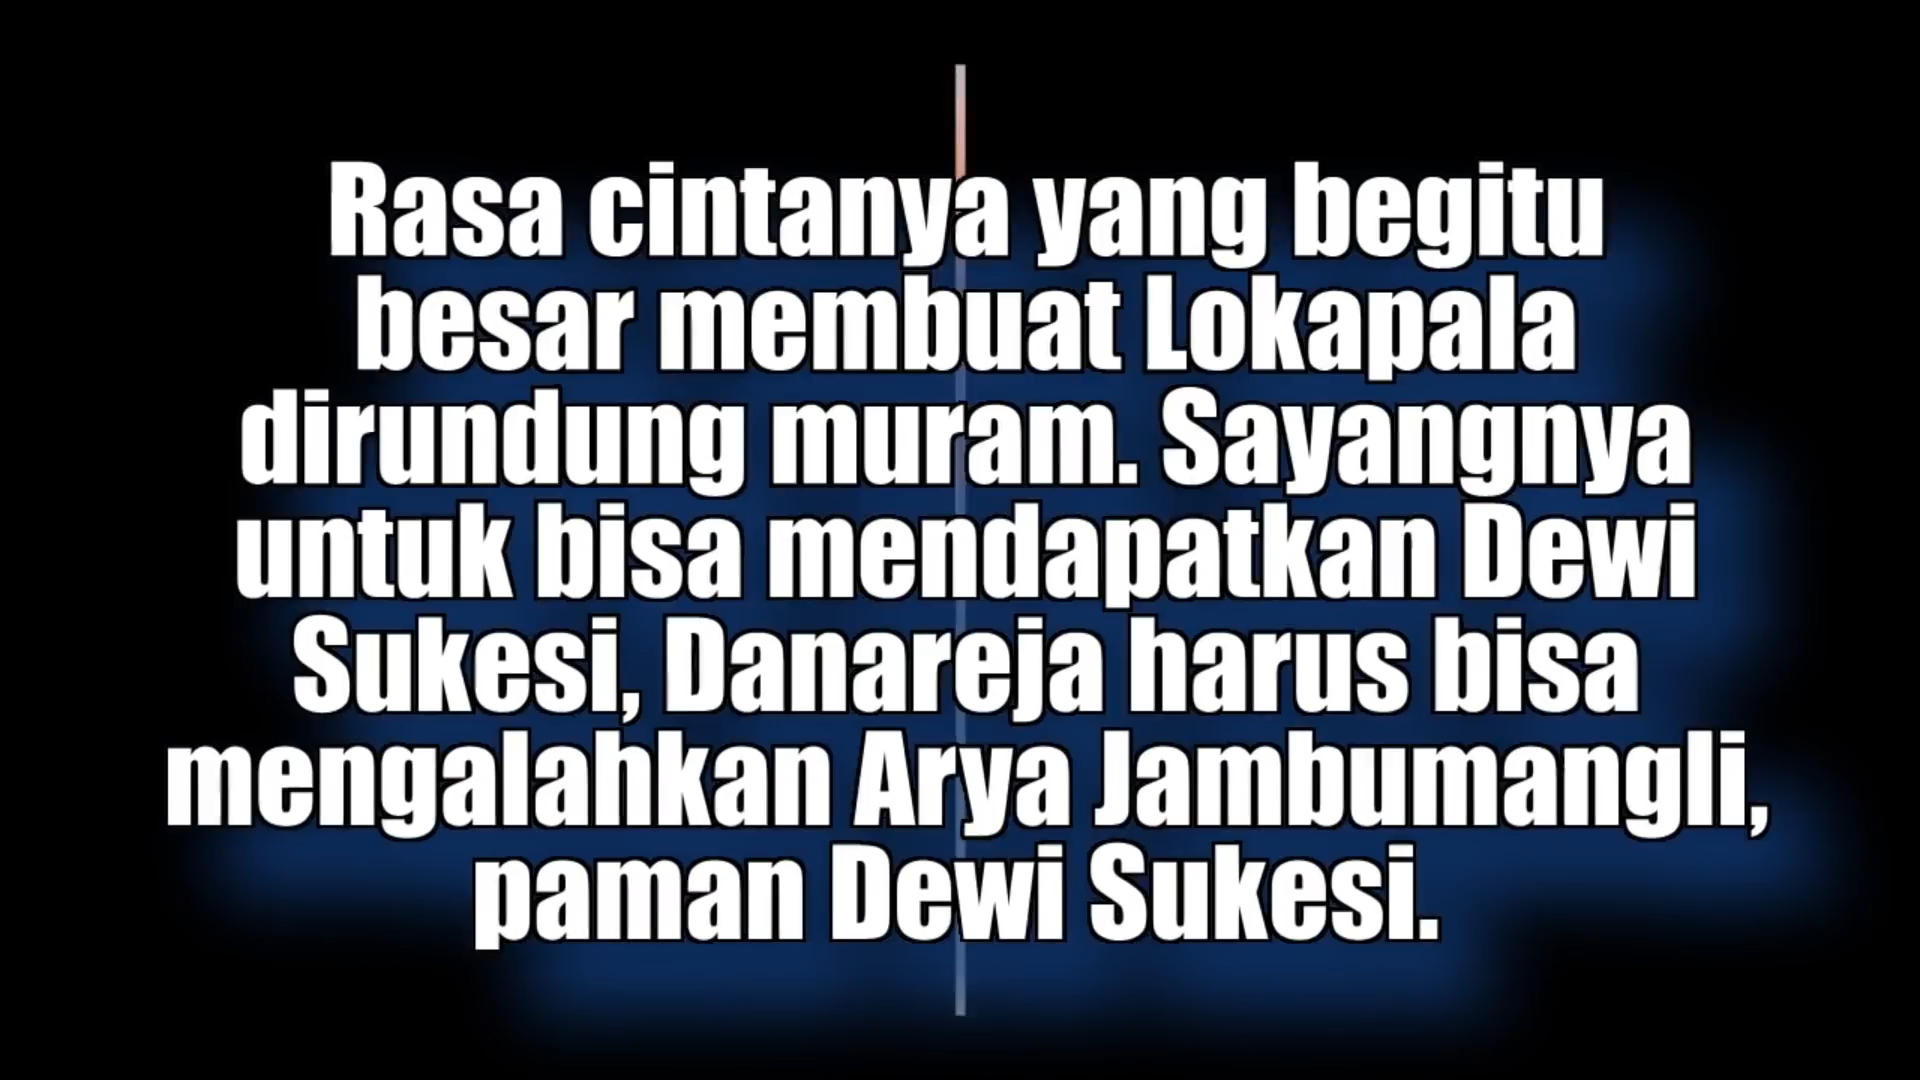 Rasa cintanya yang begitu
besar membuat Lokapala
dirundung muram. Sayangnya
untuk bisa mendapatkan Dewi
Sukesi, Danareja harus bisa
mengalahkan Arya Jambumangli,
paman Dewi Sukesi.